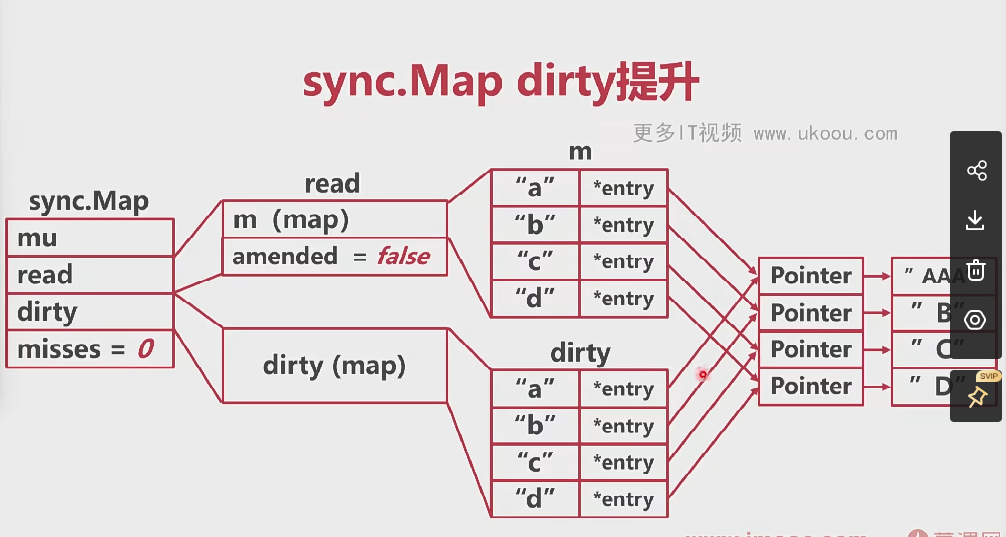 sync.Map dirty提升
更多IT视频 www.ukoou.com
sync.Map
mu
read
dirty
misses = 0
read
m (map)
amended = false
dirty (map)
m
“a” *entry
“b” *entry
“c” *entry
“d” *entry
dirty
“a” *entry
“b” *entry
“c” *entry
“d” *entry
Pointer ” AAA
Pointer ” B”
Pointer ” C”
Pointer ” D”
SVIP